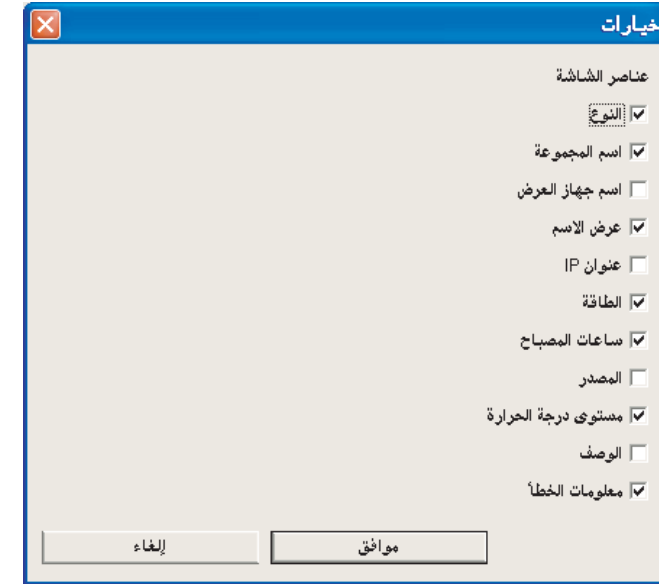 خيارات
عناصر الشاشة
النوع
اسم المجموعة
اسم جهاز العرض
عرض الاسم
عنوان IP
الطاقة
ساعات المصباح
المصدر
مستوى درجة الحرارة
الوصف
معلومات الخطأ
موافق
إلغاء